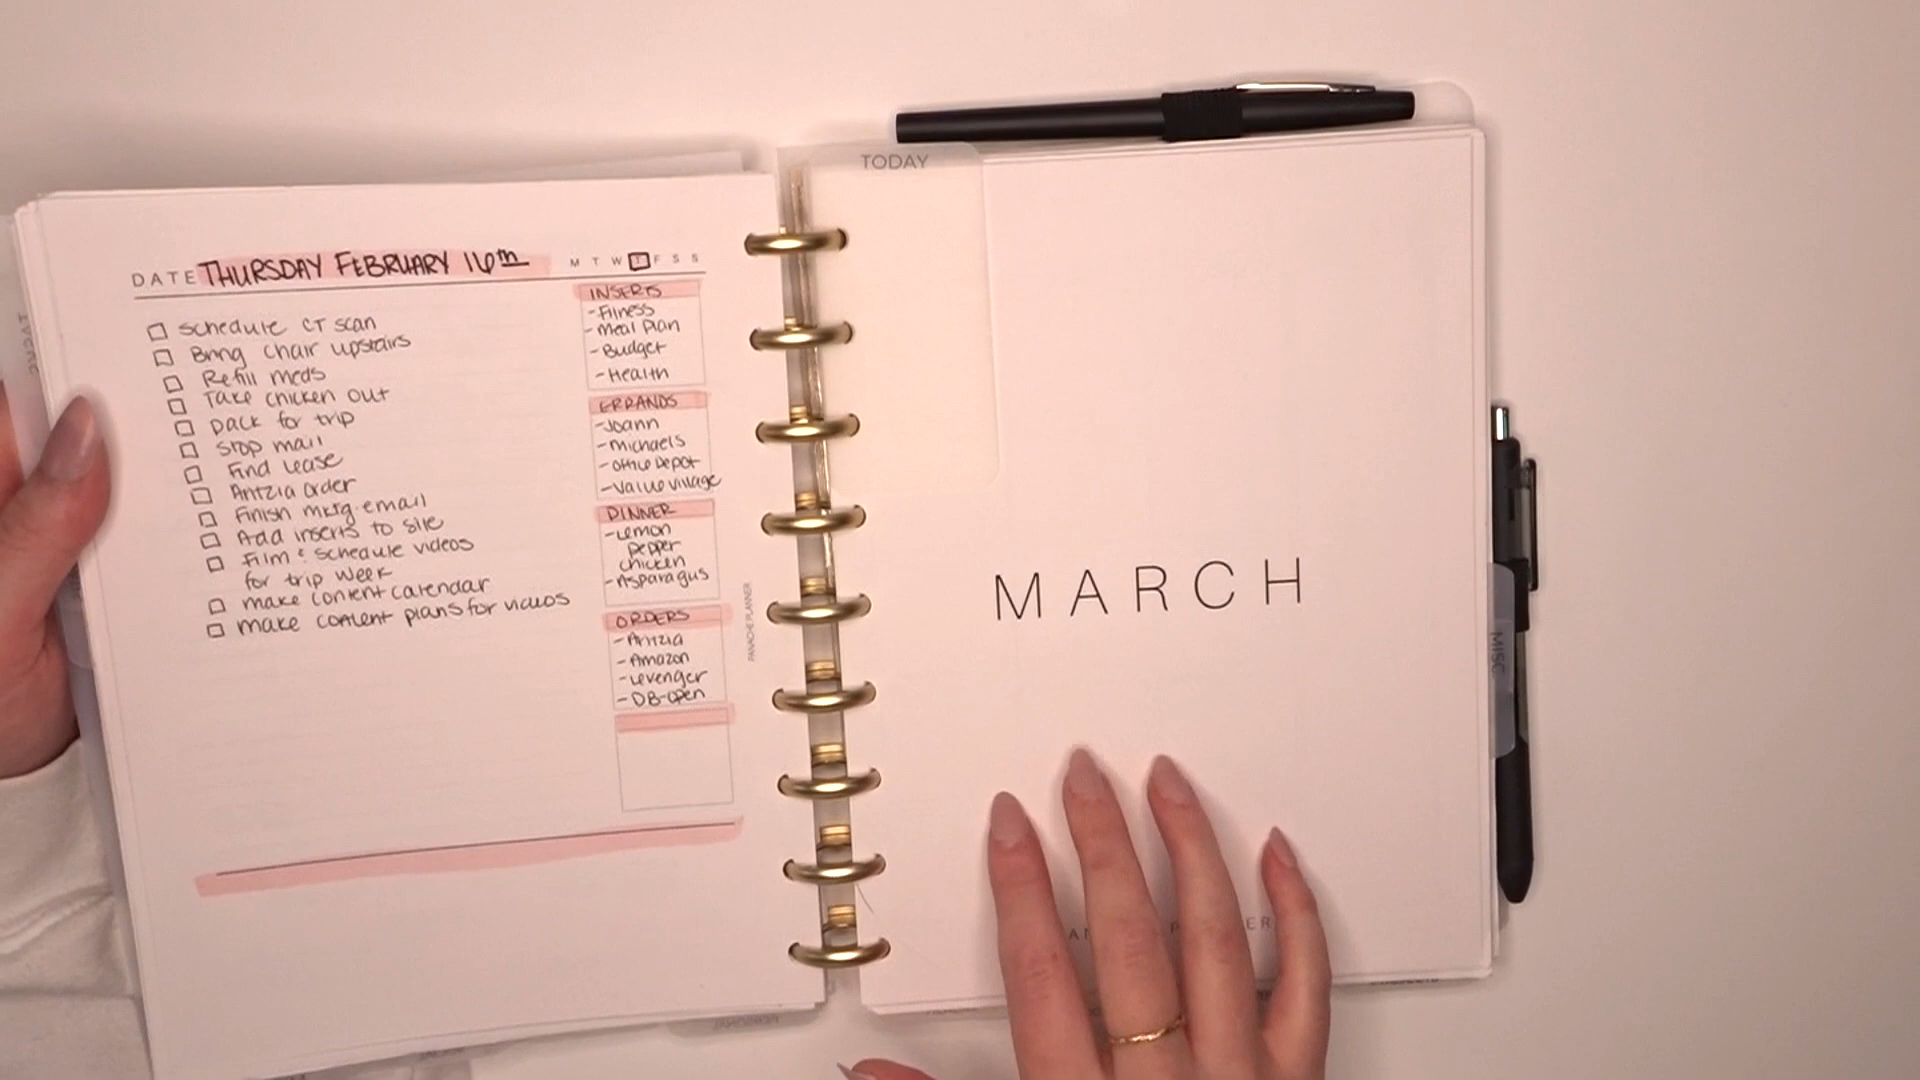 TODAY
DATE THURSDAY FEBRUARY 16th
M T W T F S S
schedule CT scan
Bring chair upstairs
Refill meds
Take chicken out
pack for trip
Stop mail
Find lease
Aritzia order
Finish mktg. email
Add inserts to site
Film & schedule videos
for trip week
make content calendar
make content plans for videos
INSERTS
- Fitness
- Meal Plan
- Budget
- Health
ERRANDS
- Joann
- Michaels
- Office Depot
- Value Village
DINNER
- Lemon
pepper
chicken
- Asparagus
ORDERS
- Aritzia
- Amazon
- Levenger
- DB-open
PANACHE PLANNER
MARCH
MISC